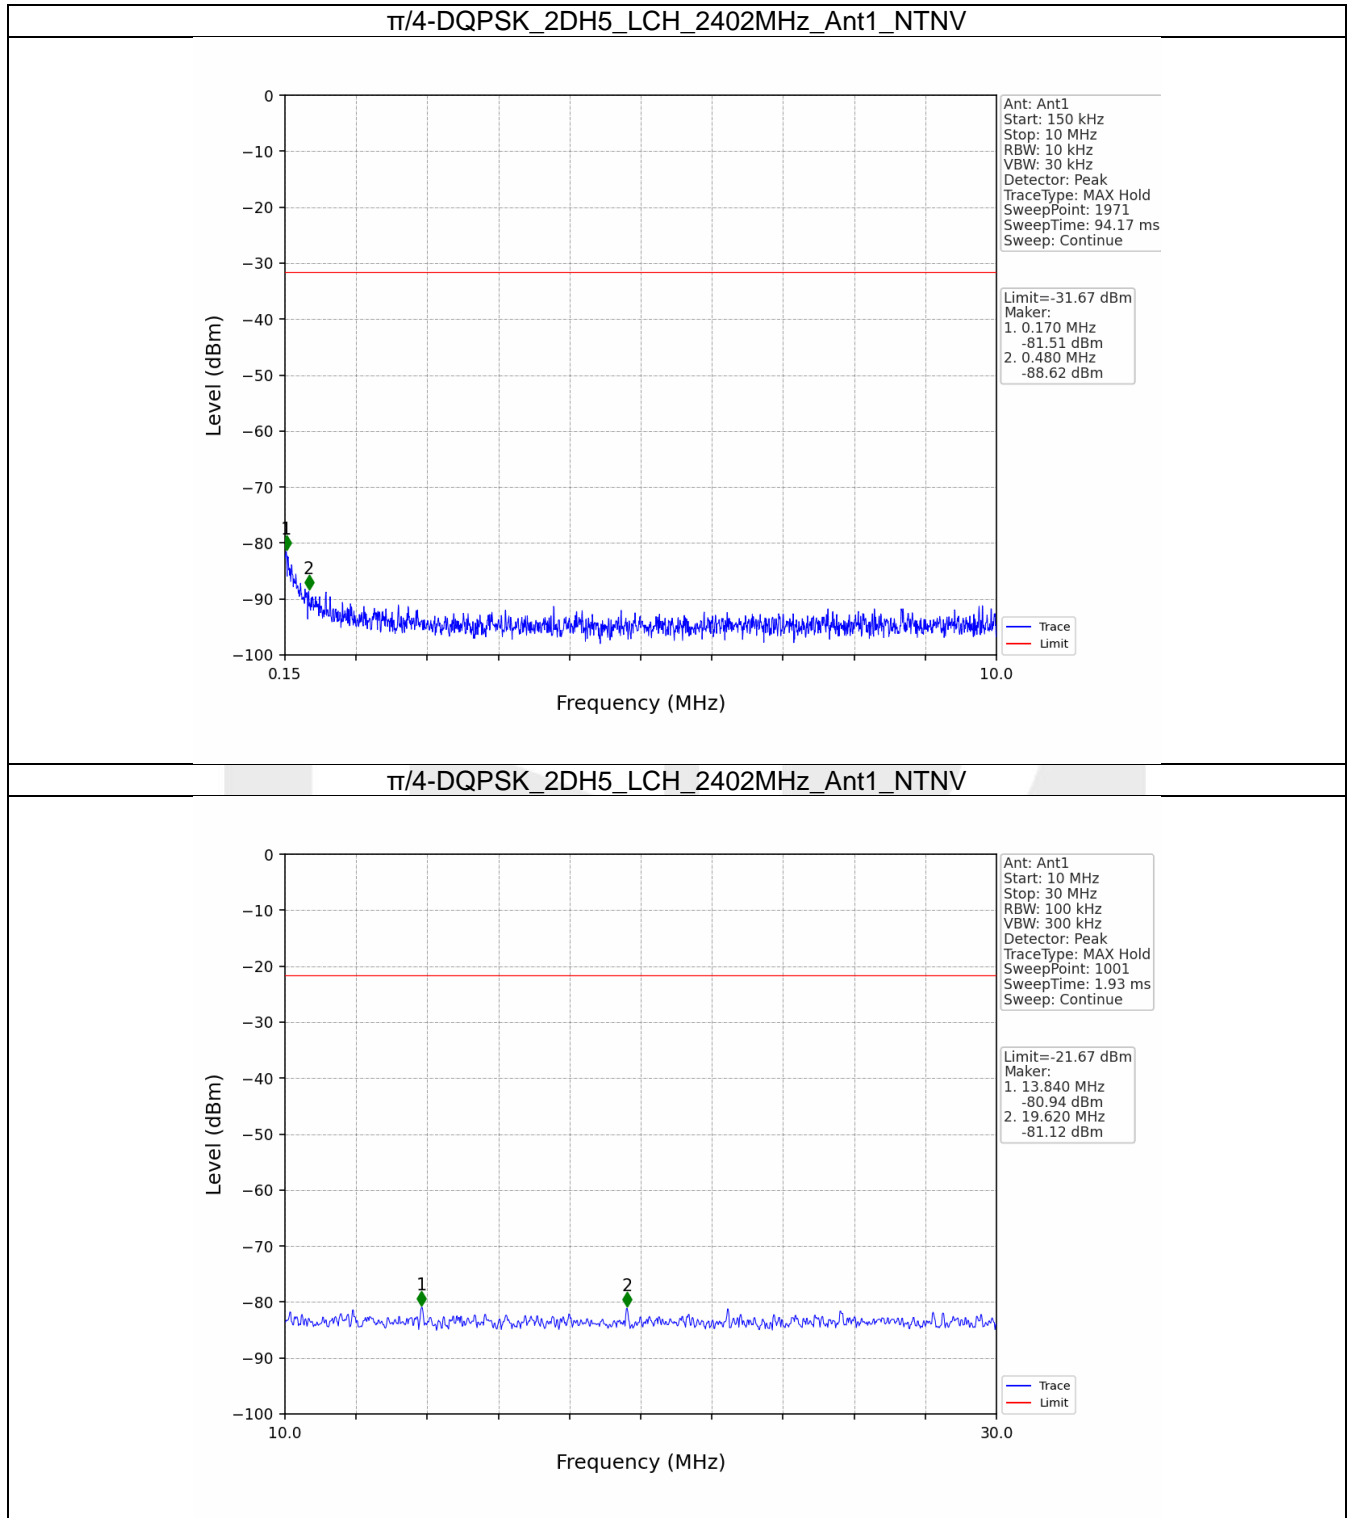 π/4-DQPSK_2DH5_LCH_2402MHz_Ant1_NTNV
0
−10
−20
−30
−40
−50
−60
−70
−80
−90
−100
Level (dBm)
1
2
0.15
10.0
Frequency (MHz)
Ant: Ant1
Start: 150 kHz
Stop: 10 MHz
RBW: 10 kHz
VBW: 30 kHz
Detector: Peak
TraceType: MAX Hold
SweepPoint: 1971
SweepTime: 94.17 ms
Sweep: Continue
Limit=-31.67 dBm
Maker:
1. 0.170 MHz
-81.51 dBm
2. 0.480 MHz
-88.62 dBm
Trace
Limit
π/4-DQPSK_2DH5_LCH_2402MHz_Ant1_NTNV
0
−10
−20
−30
−40
−50
−60
−70
−80
−90
−100
Level (dBm)
1
2
10.0
30.0
Frequency (MHz)
Ant: Ant1
Start: 10 MHz
Stop: 30 MHz
RBW: 100 kHz
VBW: 300 kHz
Detector: Peak
TraceType: MAX Hold
SweepPoint: 1001
SweepTime: 1.93 ms
Sweep: Continue
Limit=-21.67 dBm
Maker:
1. 13.840 MHz
-80.94 dBm
2. 19.620 MHz
-81.12 dBm
Trace
Limit